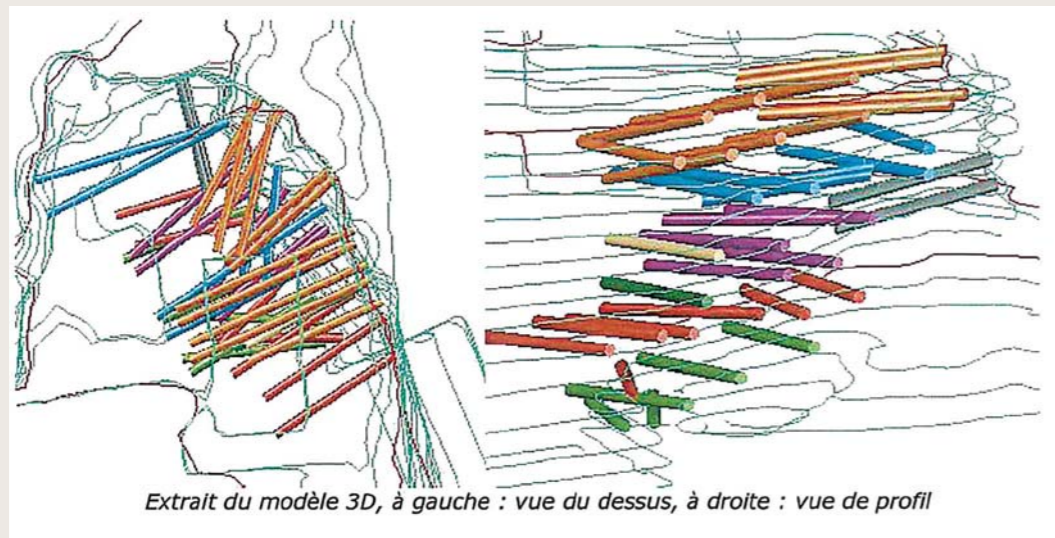 Extrait du modèle 3D, à gauche : vue du dessus, à droite : vue de profil